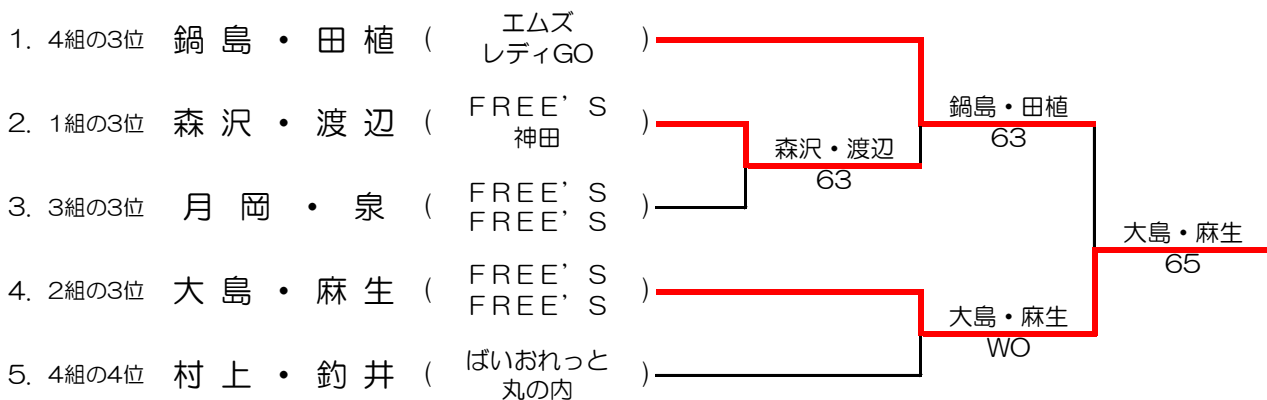 1. 4組の3位 鍋島・田植 ( エムズ
レディGO )
2. 1組の3位 森沢・渡辺 ( FREE'S
神田 )
3. 3組の3位 月岡・泉 ( FREE'S
FREE'S )
4. 2組の3位 大島・麻生 ( FREE'S
FREE'S )
5. 4組の4位 村上・釣井 ( ばいおれっと
丸の内 )
森沢・渡辺
63
鍋島・田植
63
大島・麻生
WO
大島・麻生
65